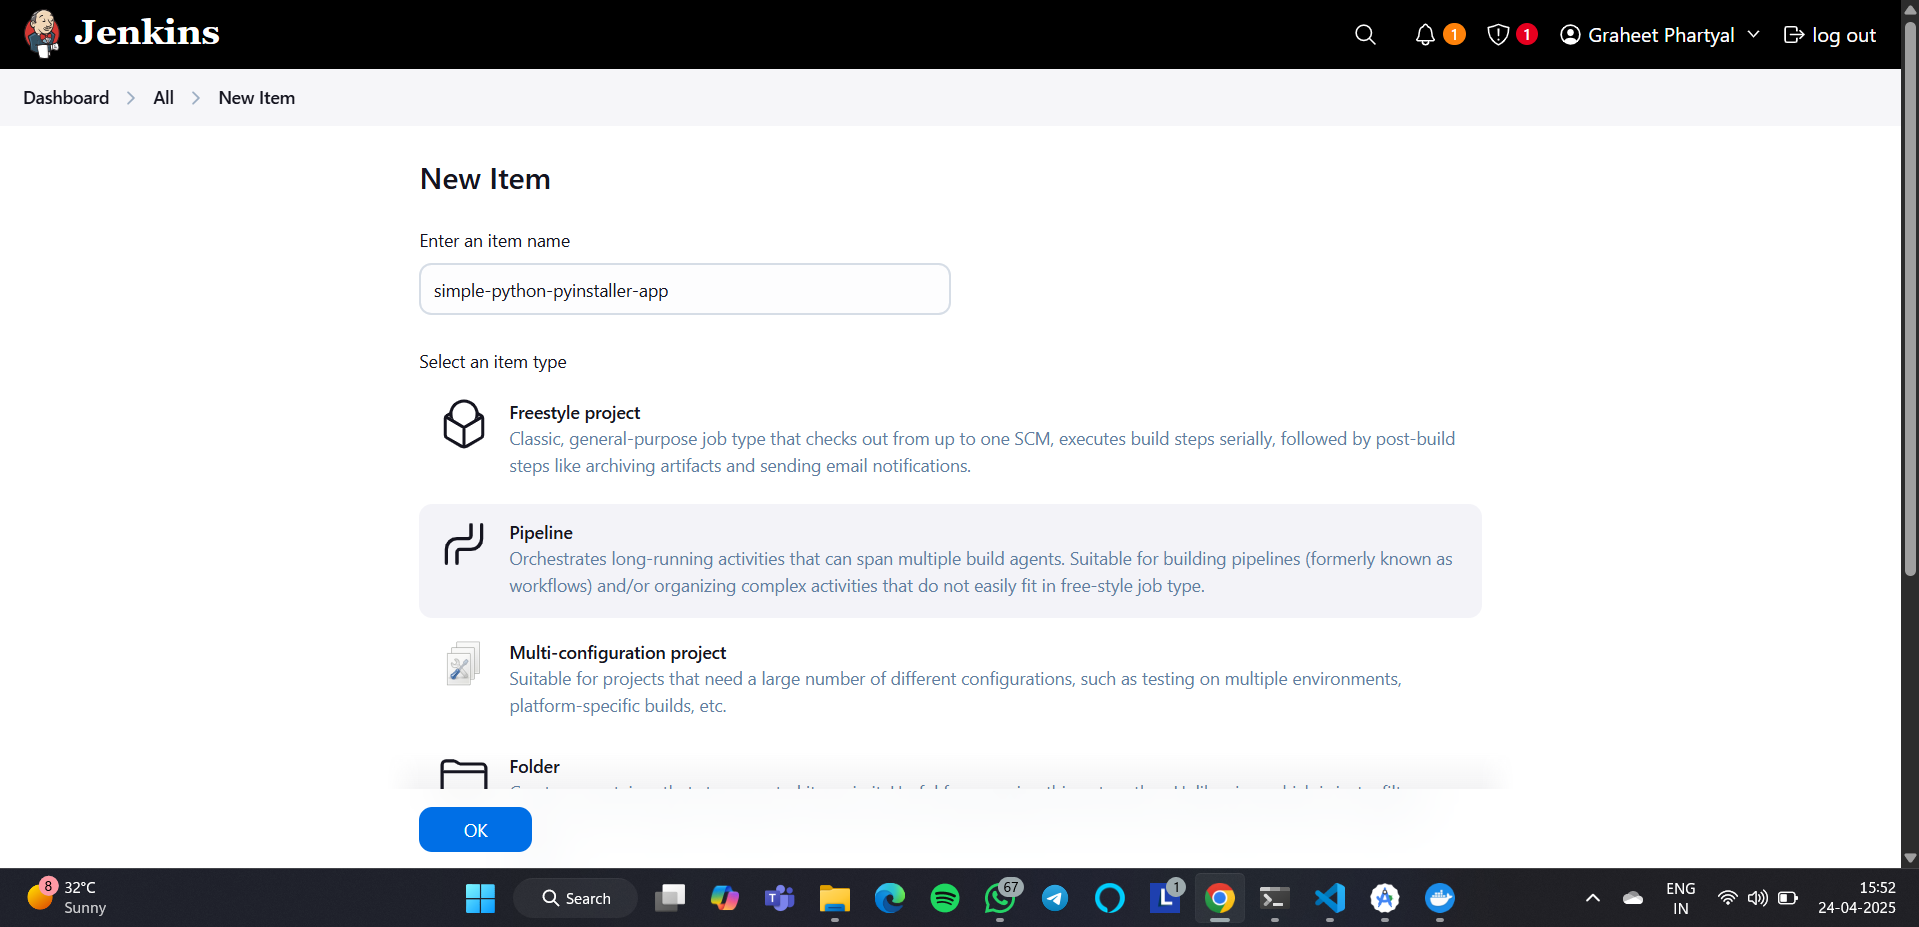 Jenkins
1
1
Graheet Phartyal
log out
Dashboard
All
New Item
New Item
Enter an item name
simple-python-pyinstaller-app
Select an item type
Freestyle project
Classic, general-purpose job type that checks out from up to one SCM, executes build steps serially, followed by post-build
steps like archiving artifacts and sending email notifications.
Pipeline
Orchestrates long-running activities that can span multiple build agents. Suitable for building pipelines (formerly known as
workflows) and/or organizing complex activities that do not easily fit in free-style job type.
Multi-configuration project
Suitable for projects that need a large number of different configurations, such as testing on multiple environments,
platform-specific builds, etc.
Folder
OK
8
32°C
Sunny
Search
67
1
ENG
IN
15:52
24-04-2025